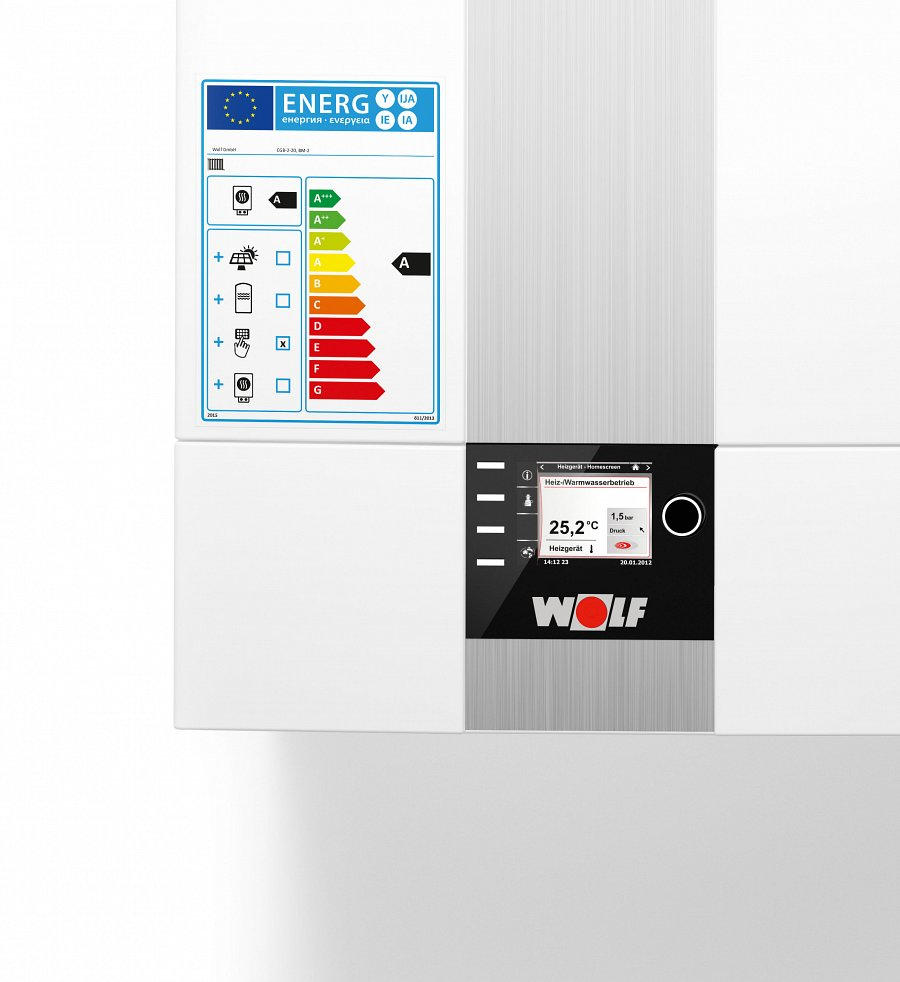 ENERG Y IJA
енергия · ενεργεια IE IA
Wolf GmbH CGB-2-20, BM-2
A
A+++
A++
A+
A
A
B
C
D
E
F
G
+
+
+ X
+
2015 811/2013
< Heizgerät - Homescreen >
Heiz-/Warmwasserbetrieb
1,5 bar
25,2 °C
Druck
Heizgerät
14:12 23 20.01.2012
WOLF